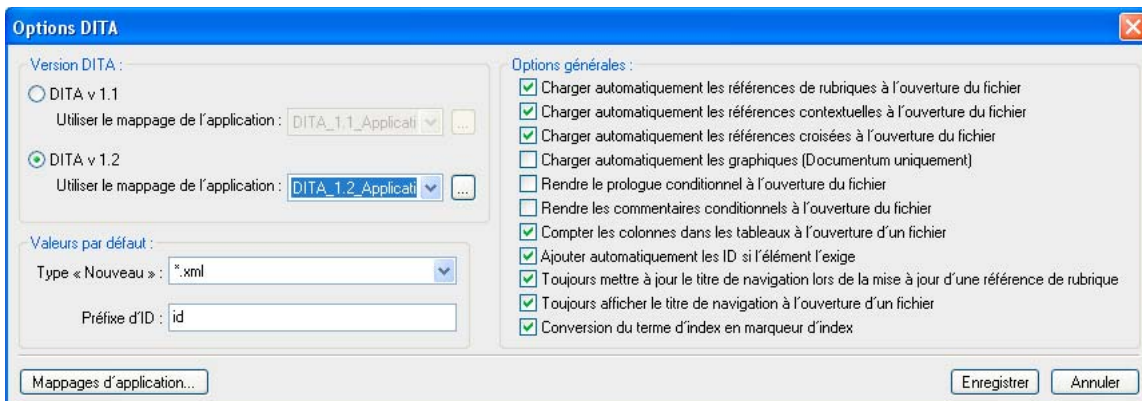 Options DITA
Version DITA :
DITA v 1.1
Utiliser le mappage de l´application : DITA_1.1_Applicati ...
DITA v 1.2
Utiliser le mappage de l´application : DITA_1.2_Applicati ...
Valeurs par défaut :
Type « Nouveau » : *.xml
Préfixe d´ID : id
Options générales :
Charger automatiquement les références de rubriques à l´ouverture du fichier
Charger automatiquement les références contextuelles à l´ouverture du fichier
Charger automatiquement les références croisées à l´ouverture du fichier
Charger automatiquement les graphiques (Documentum uniquement)
Rendre le prologue conditionnel à l´ouverture du fichier
Rendre les commentaires conditionnels à l´ouverture du fichier
Compter les colonnes dans les tableaux à l´ouverture d´un fichier
Ajouter automatiquement les ID si l´élément l´exige
Toujours mettre à jour le titre de navigation lors de la mise à jour d´une référence de rubrique
Toujours afficher le titre de navigation à l´ouverture d´un fichier
Conversion du terme d´index en marqueur d´index
Mappages d´application... Enregistrer Annuler